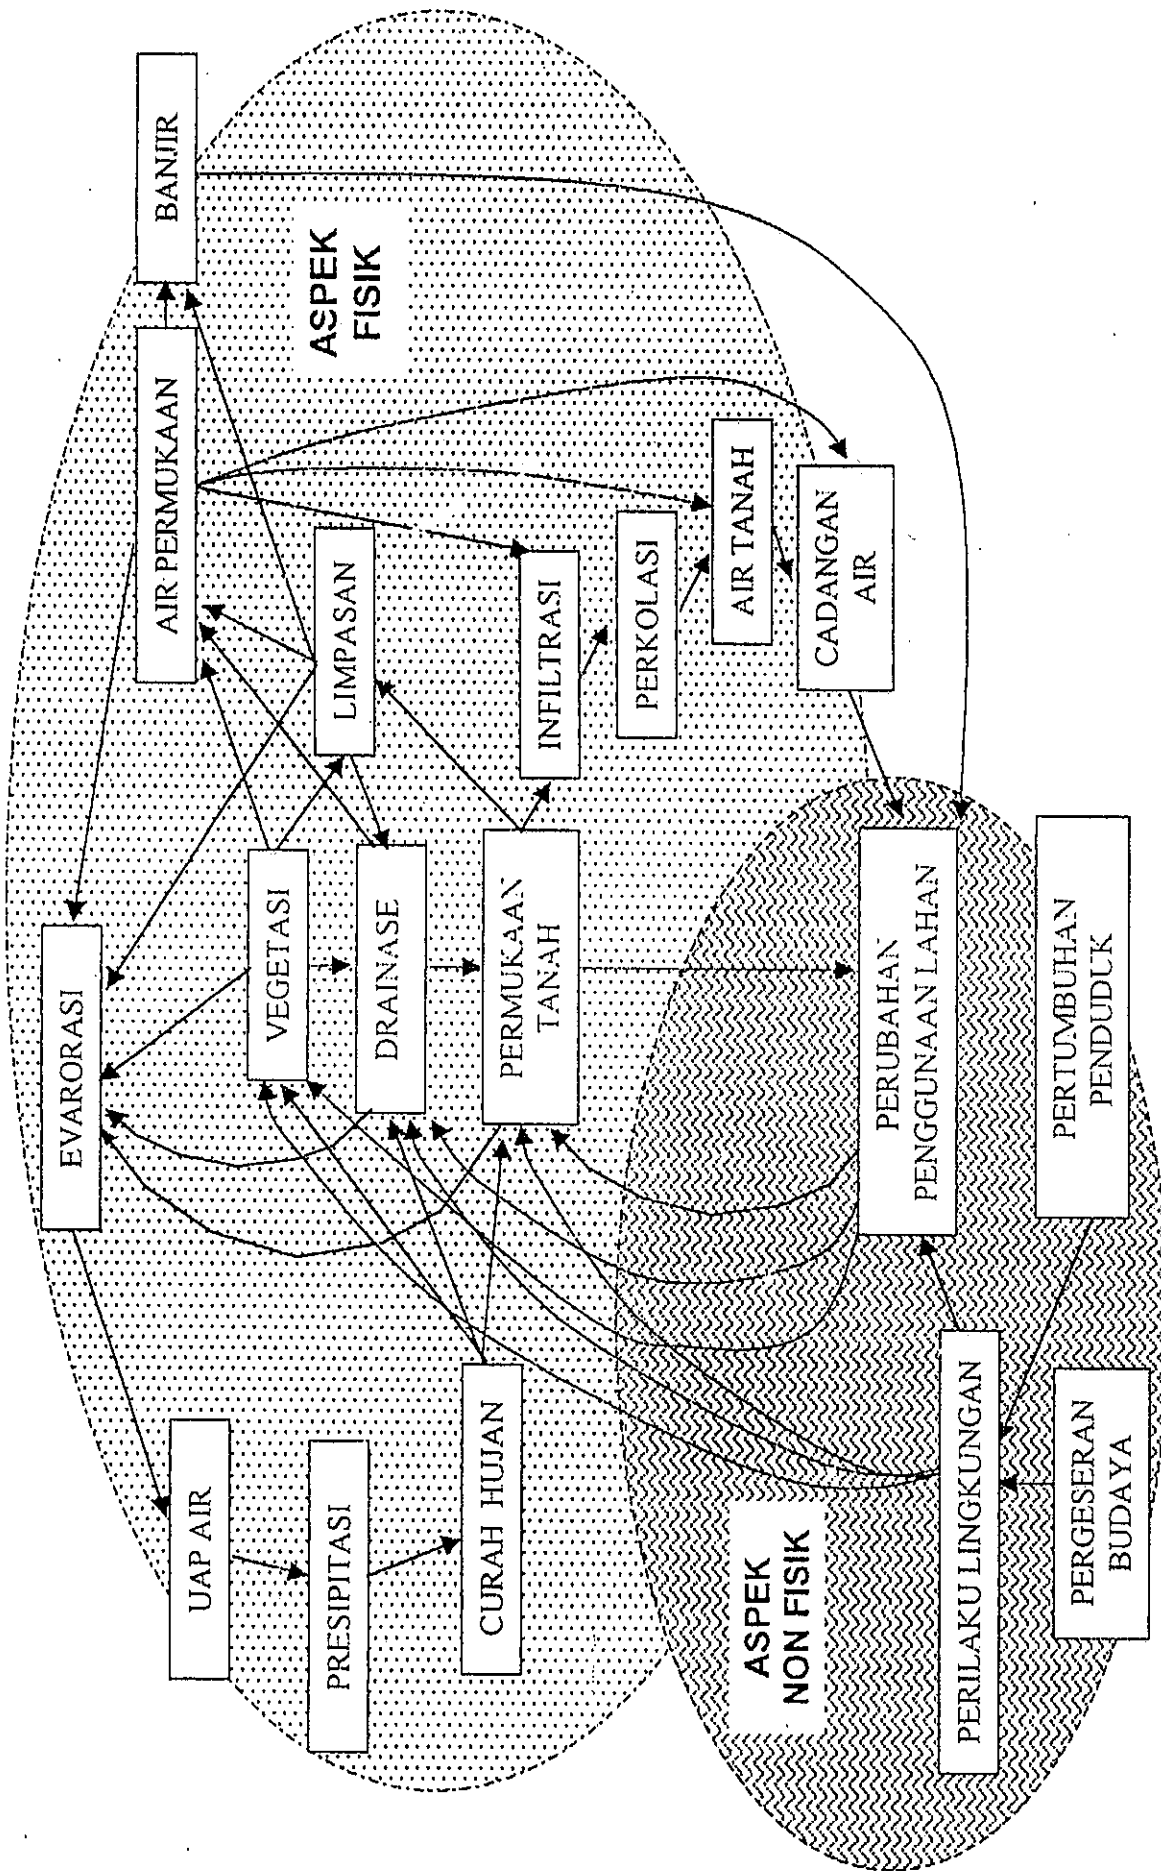 EVARORASI
UAP AIR
AIR PERMUKAAN
BANJIR
PRESIPITASI
VEGETASI
LIMPASAN
ASPEK
FISIK
DRAINASE
CURAH HUJAN
PERMUKAAN
TANAH
INFILTRASI
PERKOLASI
AIR TANAH
CADANGAN
AIR
ASPEK
NON FISIK
PERUBAHAN
PENGGUNAAN LAHAN
PERILAKU LINGKUNGAN
PERTUMBUHAN
PENDUDUK
PERGESERAN
BUDAYA